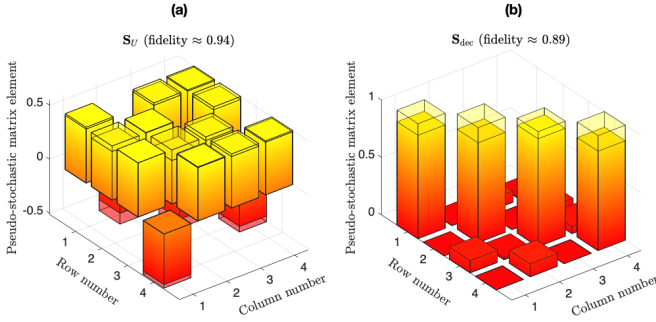 (a)
S_U (fidelity ≈ 0.94)
Pseudo-stochastic matrix element
0.5
0
-0.5
1
2
3
4
Row number
1
2
3
4
Column number
(b)
S_dec (fidelity ≈ 0.89)
Pseudo-stochastic matrix element
1
0.5
0
1
2
3
4
Row number
1
2
3
4
Column number